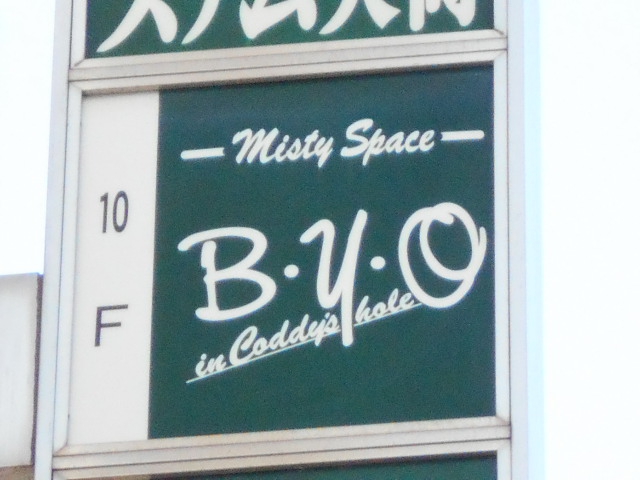 Misty Space
10
F
B·Y·O
in Coddy's hole